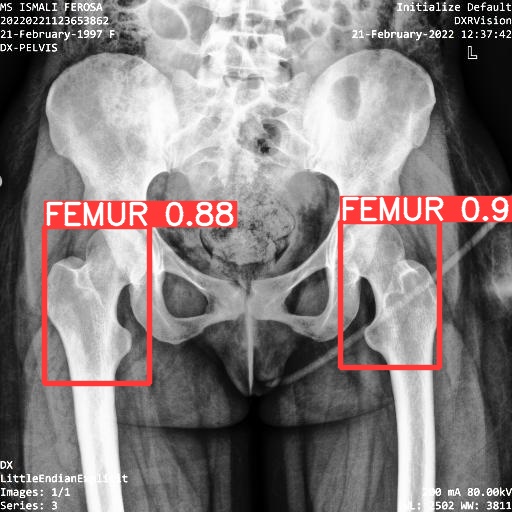 MS ISMALI FEROSA
Initialize Default
20220221123653862
DXRVision
21-February-1997 F
21-February-2022 12:37:42
DX-PELVIS
L
FEMUR 0.88
FEMUR 0.9
DX
Images: 1/1
mA 80.00kV
Series: 3
2502 WW: 3811